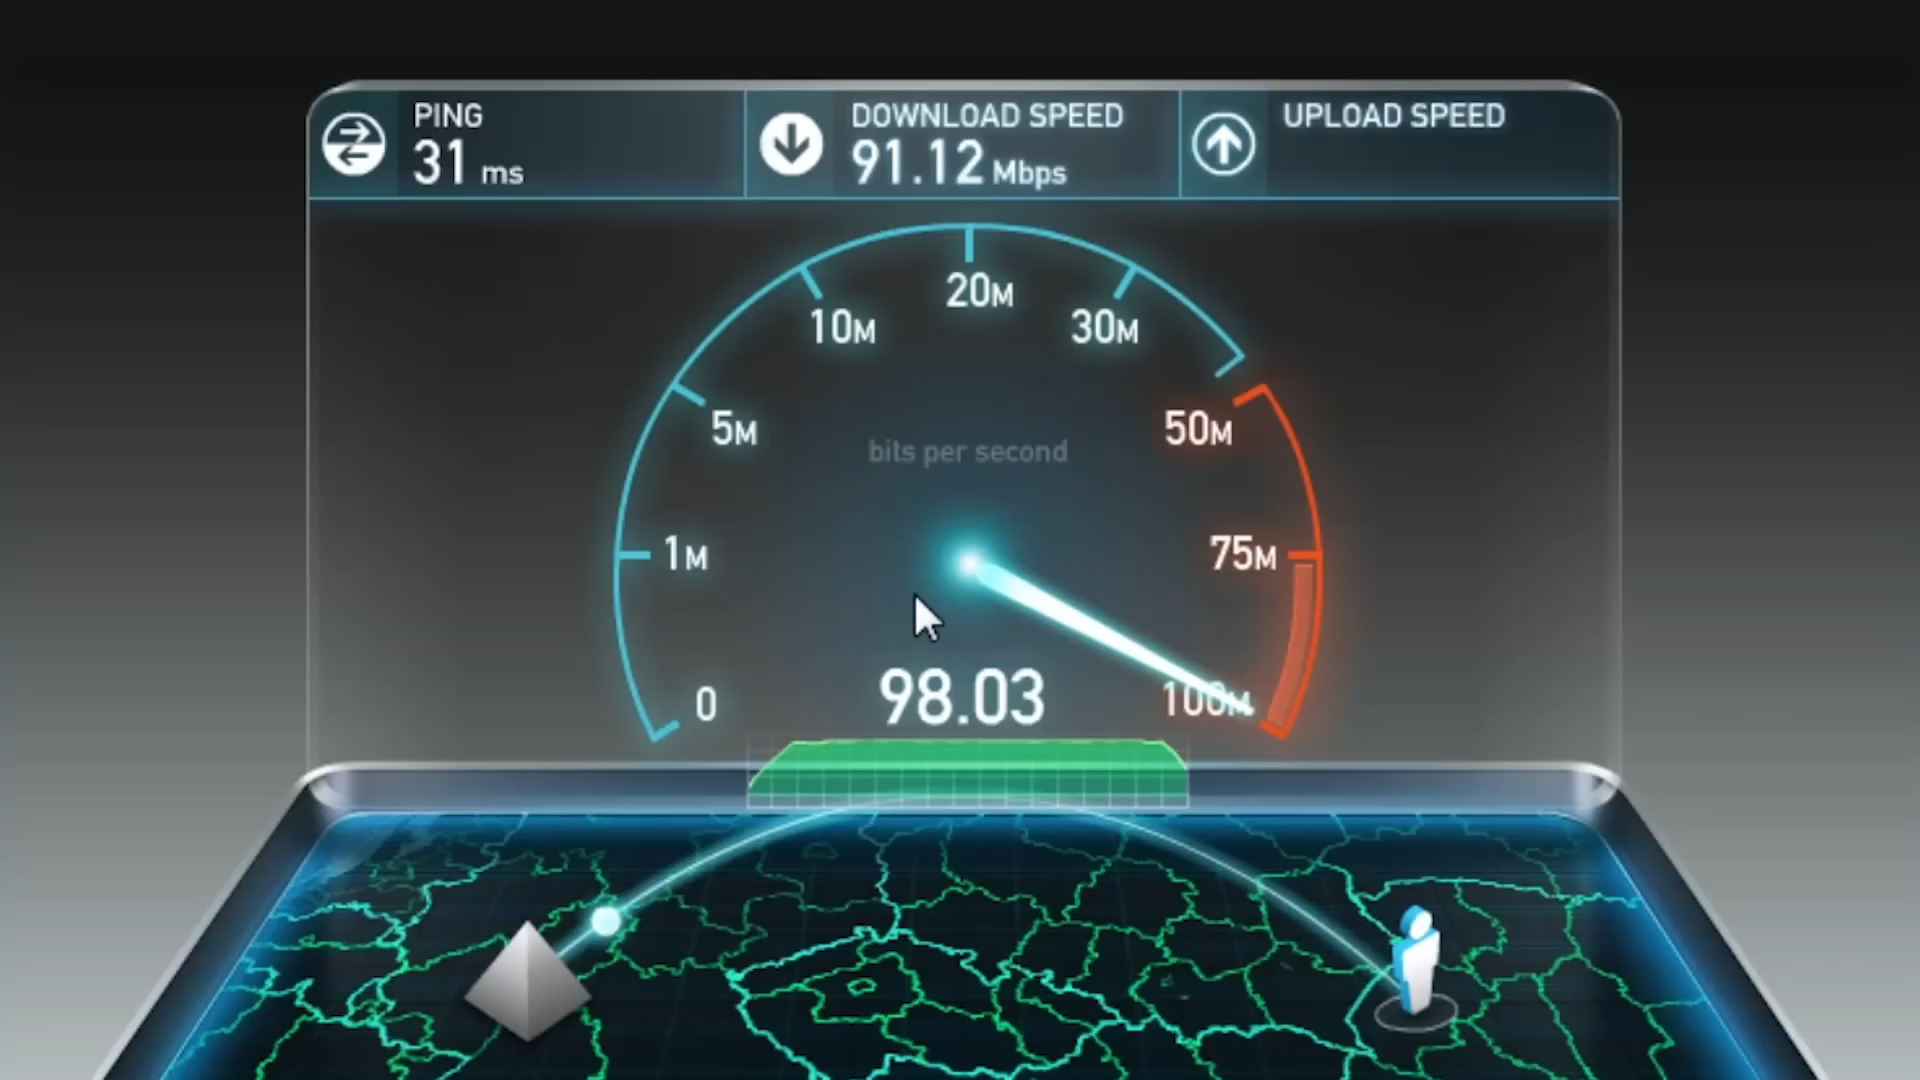 PING
31 ms
DOWNLOAD SPEED
91.12 Mbps
UPLOAD SPEED
20M
10M
30M
5M
50M
bits per second
1M
75M
0
98.03
100M